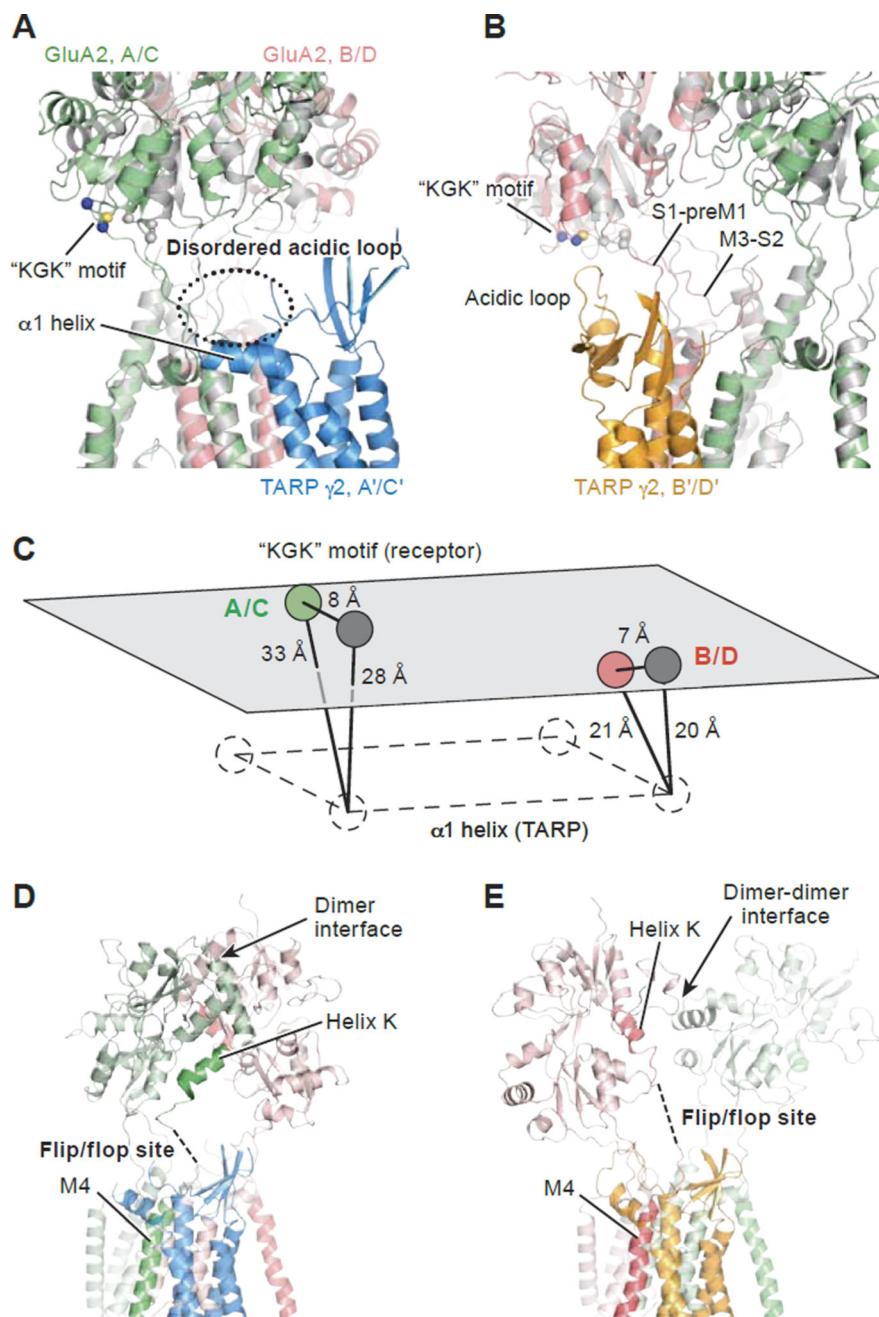 A
GluA2, A/C
GluA2, B/D
"KGK" motif
Disordered acidic loop
α1 helix
TARP γ2, A'/C'
B
"KGK" motif
S1-preM1
M3-S2
Acidic loop
TARP γ2, B'/D'
C
"KGK" motif (receptor)
A/C
8 Å
33 Å
28 Å
7 Å
B/D
21 Å
20 Å
α1 helix (TARP)
D
Dimer
interface
Helix K
Flip/flop site
M4
E
Dimer-dimer
interface
Helix K
Flip/flop site
M4